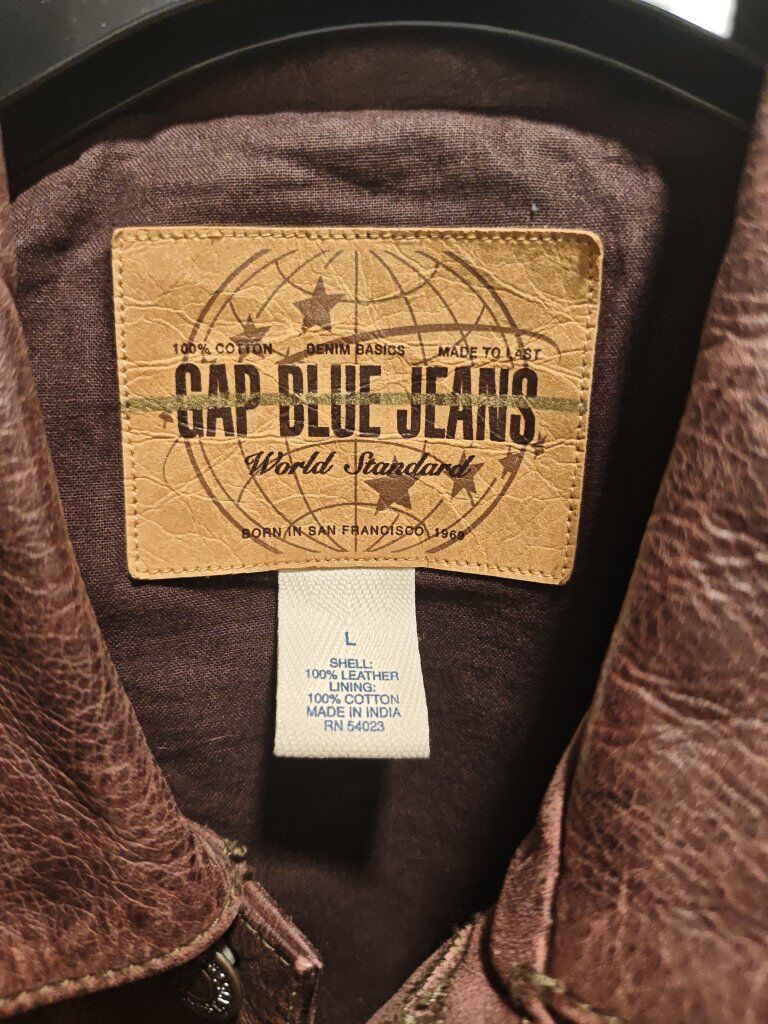 100% COTTON DENIM BASICS MADE TO LAST
GAP BLUE JEANS
World Standard
BORN IN SAN FRANCISCO, 1969
L
SHELL:
100% LEATHER
LINING:
100% COTTON
MADE IN INDIA
RN 54023